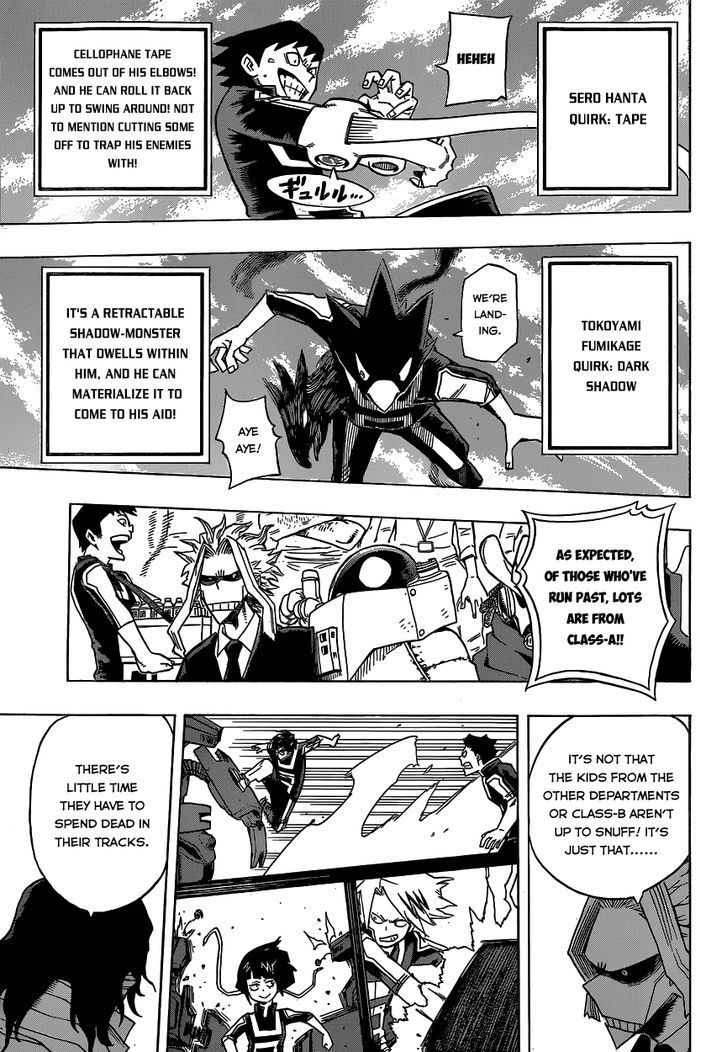 SERO HANTA
QUIRK: TAPE
HEHEH
ギュルルル…
CELLOPHANE TAPE
COMES OUT OF HIS ELBOWS!
AND HE CAN ROLL IT BACK
UP TO SWING AROUND! NOT
TO MENTION CUTTING SOME
OFF TO TRAP HIS ENEMIES
WITH!
TOKOYAMI
FUMIKAGE
QUIRK: DARK
SHADOW
WE'RE
LAND-
ING.
AYE
AYE!
IT'S A RETRACTABLE
SHADOW-MONSTER
THAT DWELLS WITHIN
HIM, AND HE CAN
MATERIALIZE IT TO
COME TO HIS AID!
AS EXPECTED,
OF THOSE WHO'VE
RUN PAST, LOTS
ARE FROM
CLASS-A!!
IT'S NOT THAT
THE KIDS FROM THE
OTHER DEPARTMENTS
OR CLASS-B AREN'T
UP TO SNUFF! IT'S
JUST THAT......
THERE'S
LITTLE TIME
THEY HAVE TO
SPEND DEAD IN
THEIR TRACKS.